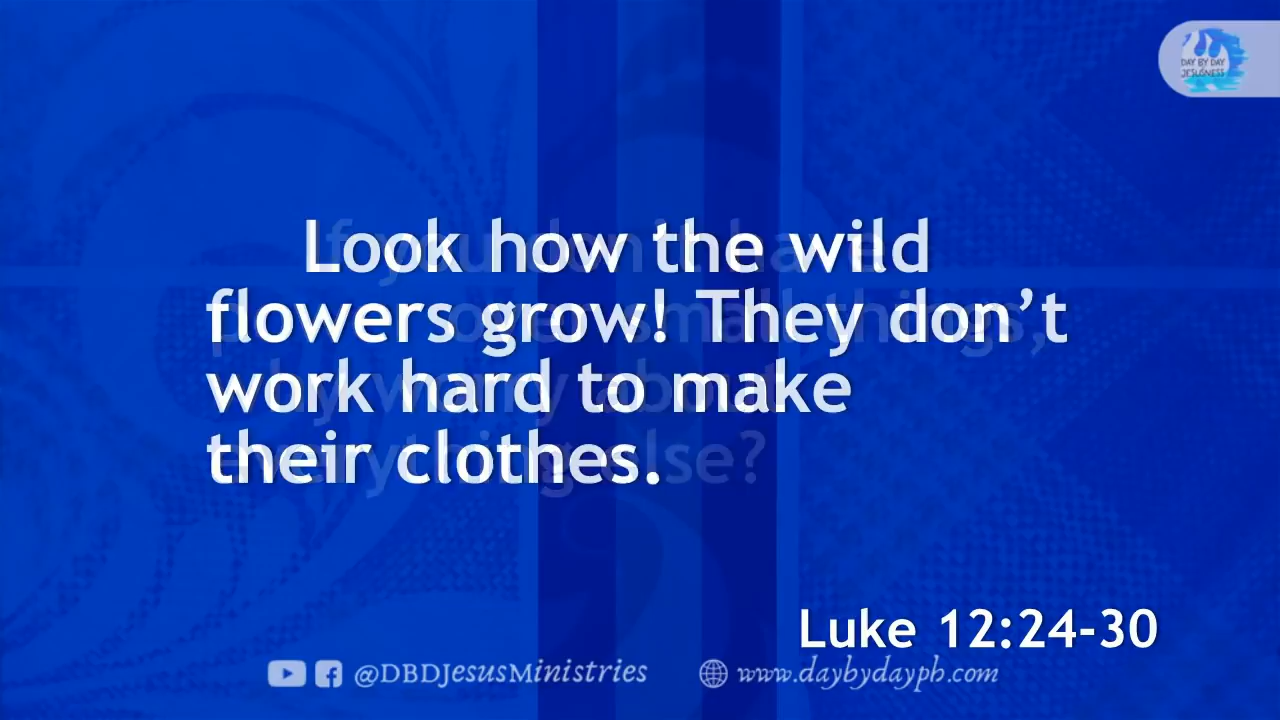 DAY BY DAY
Look how the wild
flowers grow! They don’t
work hard to make
their clothes.
Luke 12:24-30
@DBDJesusMinistries www.daybydayph.com